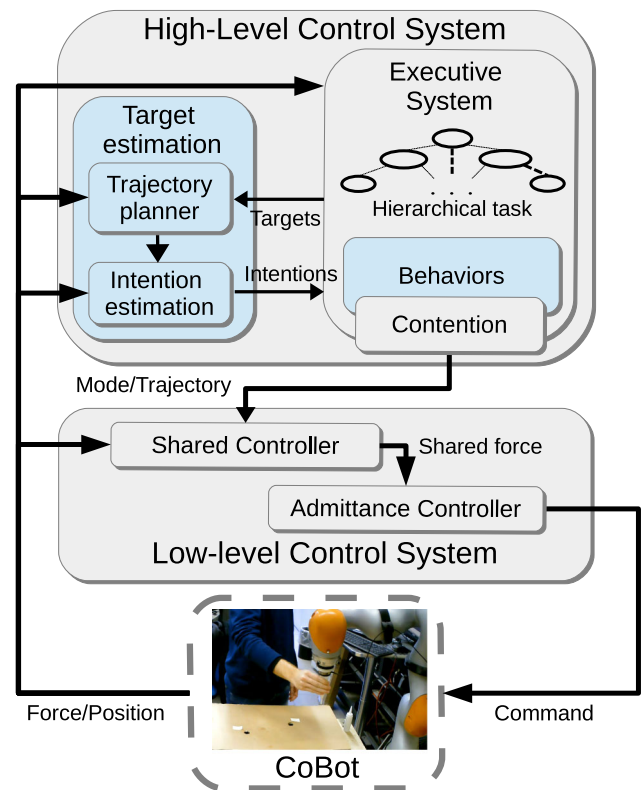 High-Level Control System
Executive
System
Target
estimation
Trajectory
planner
Targets
Hierarchical task
. . .
Intention
estimation
Intentions
Behaviors
Contention
Mode/Trajectory
Shared Controller
Shared force
Admittance Controller
Low-level Control System
Force/Position
Command
CoBot